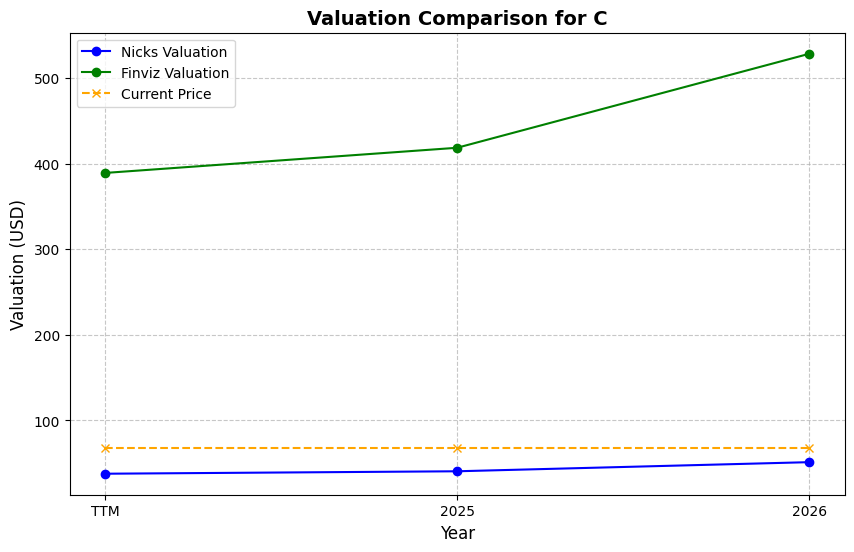 Valuation Comparison for C
Nicks Valuation
Finviz Valuation
Current Price
Valuation (USD)
500
400
300
200
100
TTM
2025
2026
Year